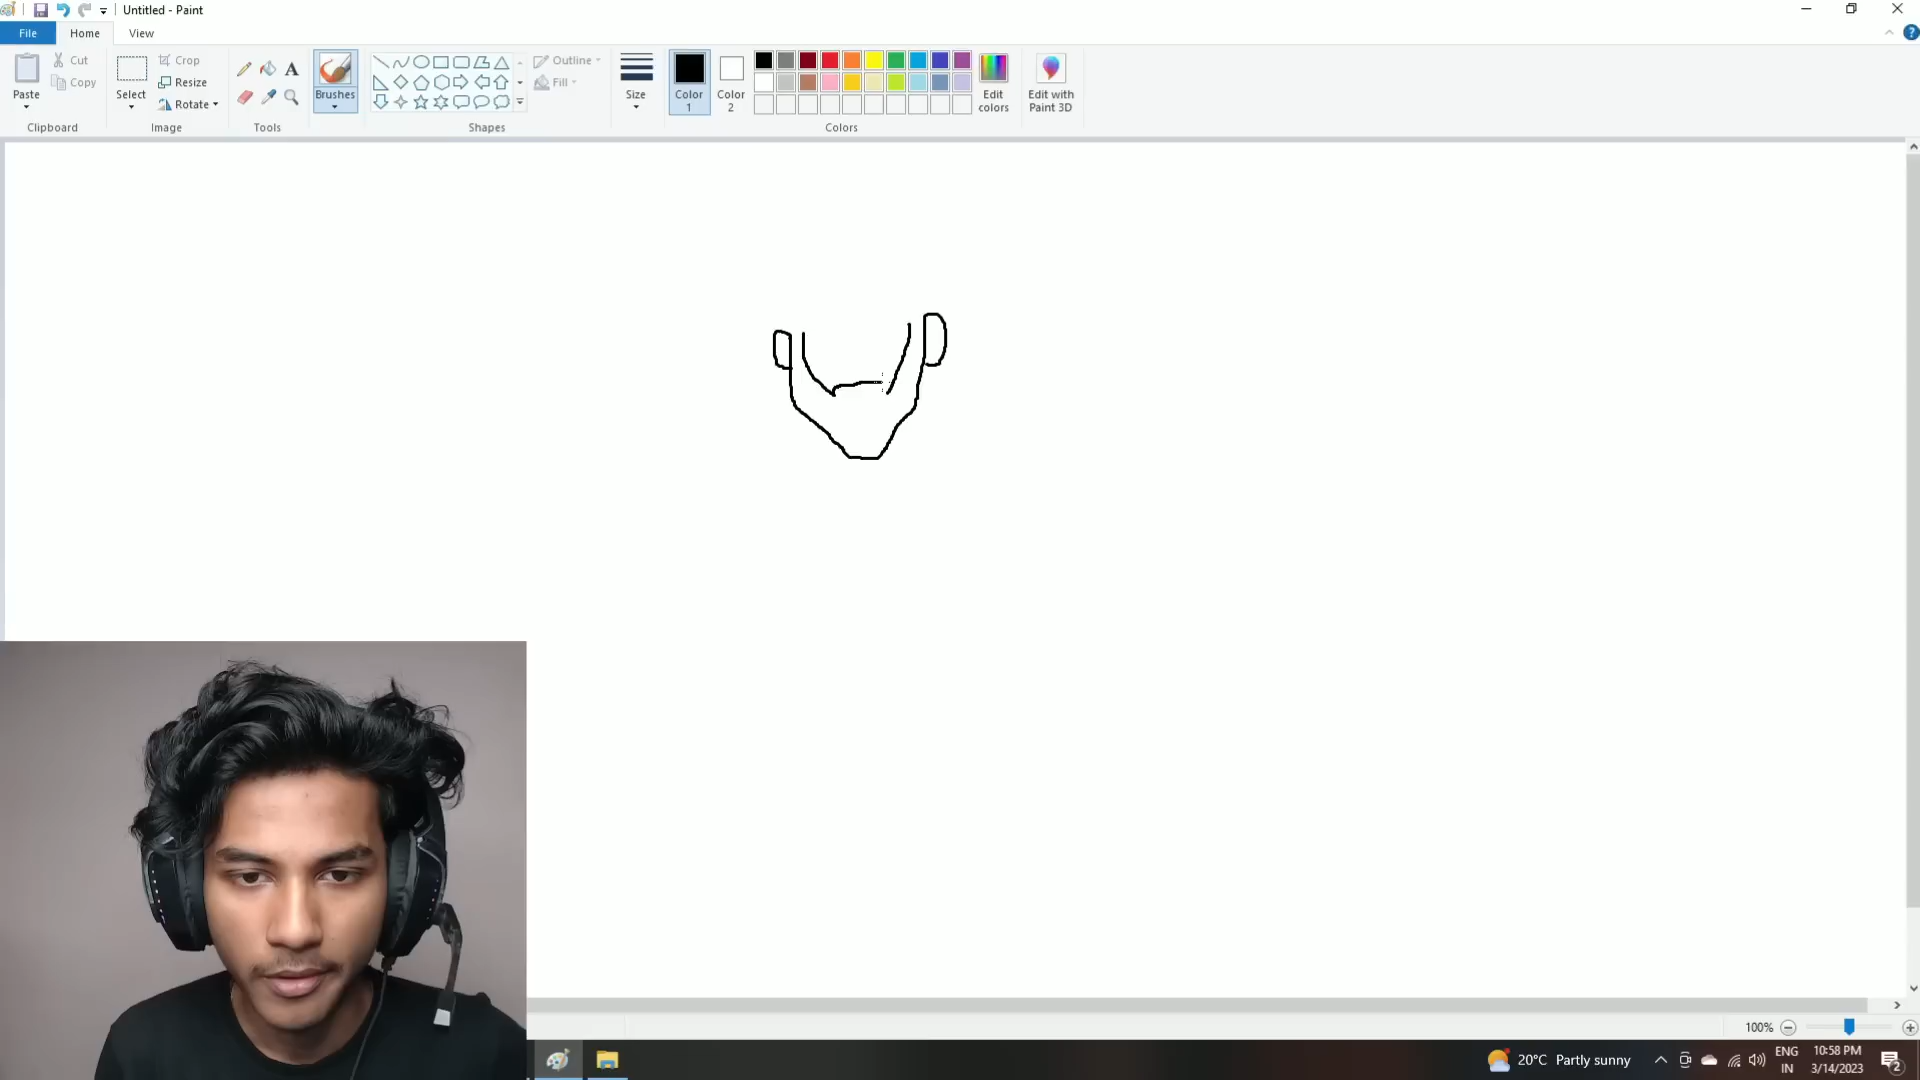 Untitled - Paint
File Home View
Paste
Cut
Copy
Clipboard
Select
Crop
Resize
Rotate
Image
A
Tools
Brushes
Outline
Fill
Shapes
Size
Color
1
Color
2
Edit
colors
Colors
Edit with
Paint 3D
100%
20°C Partly sunny
ENG
IN
10:58 PM
3/14/2023
2